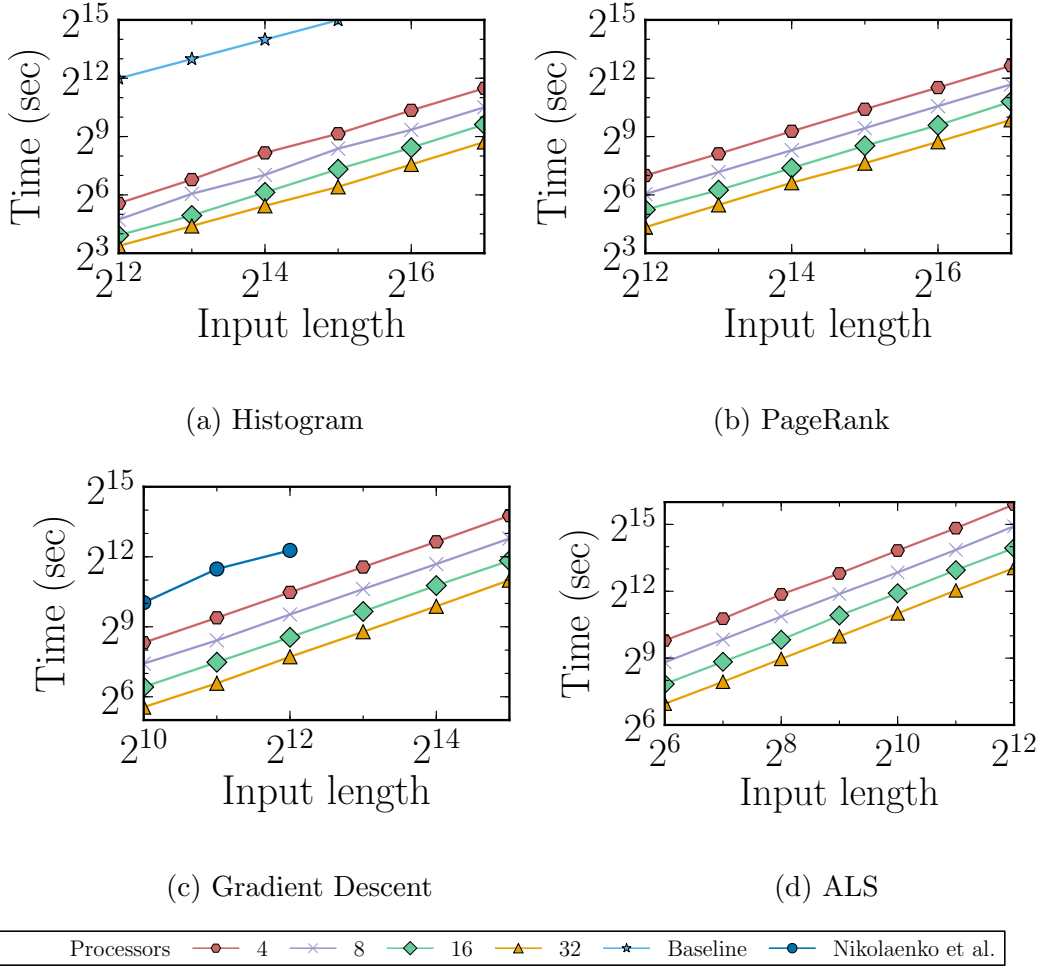 2^15
2^12
2^9
2^6
2^3
Time (sec)
2^12 2^14 2^16
Input length
(a) Histogram
2^15
2^12
2^9
2^6
2^3
Time (sec)
2^12 2^14 2^16
Input length
(b) PageRank
2^15
2^12
2^9
2^6
Time (sec)
2^10 2^12 2^14
Input length
(c) Gradient Descent
2^15
2^12
2^9
2^6
Time (sec)
2^6 2^8 2^10 2^12
Input length
(d) ALS
Processors 4 8 16 32 Baseline Nikolaenko et al.